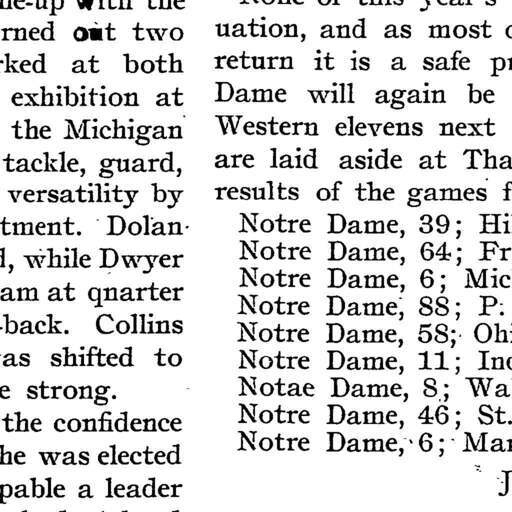 with the
rned out two
rked at both
exhibition at
the Michigan
tackle, guard,
versatility by
tment. Dolan
d, while Dwyer
am at qnarter
-back. Collins
as shifted to
e strong.
the confidence
he was elected
pable a leader
None of this year's
uation, and as most
return it is a safe
Dame will again be
Western elevens next
are laid aside at Tha
results of the games f
Notre Dame, 39; Hil
Notre Dame, 64; Fr
Notre Dame, 6; Mic
Notre Dame, 88; P.
Notre Dame, 58; Ohi
Notre Dame, 11; Ind
Notae Dame, 8; Wa
Notre Dame, 46; St.
Notre Dame, 6; Mar
J